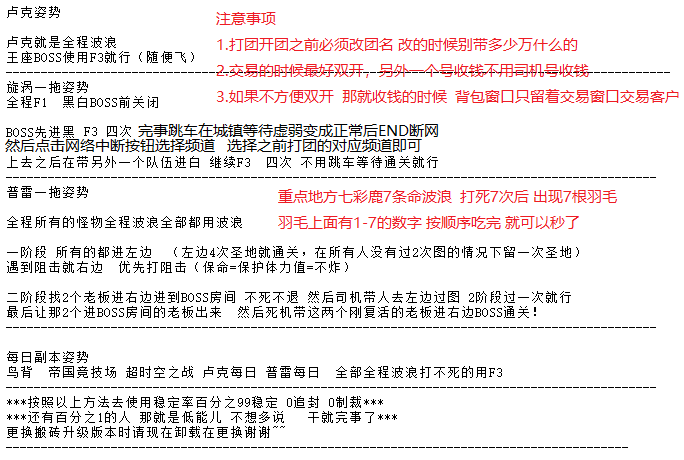 卢克姿势
注意事项
卢克就是全程波浪
1.打团开团之前必须改团名 改的时候别带多少万什么的
王座BOSS使用F3就行（随便飞）
2.交易的时候最好双开，另外一个号收钱不用司机号收钱
旋涡一拖姿势
3.如果不方便双开 那就收钱的时候 背包窗口只留着交易窗口交易客户
全程F1 黑白BOSS前关闭
BOSS先进黑 F3 四次 完事跳车在城镇等待虚弱变成正常后END断网
然后点击网络中断按钮选择频道 选择之前打团的对应频道即可
上去之后在带另外一个队伍进白 继续F3 四次 不用跳车等待通关就行
普雷一拖姿势
重点地方七彩鹿7条命波浪 打死7次后 出现7根羽毛
全程所有的怪物全程波浪全部都用波浪
羽毛上面有1-7的数字 按顺序吃完 就可以秒了
一阶段 所有的都进左边 （左边4次圣地就通关，在所有人没有过2次图的情况下留一次圣地）
遇到阻击就右边 优先打阻击（保命=保护体力值=不炸）
二阶段找2个老板进右边进到BOSS房间 不死不退 然后司机带人去左边过图 2阶段过一次就行
最后让那2个进BOSS房间的老板出来 然后死机带这两个刚复活的老板进右边BOSS通关！
每日副本姿势
鸟背 帝国竞技场 超时空之战 卢克每日 普雷每日 全部全程波浪打不死的用F3
***按照以上方法去使用稳定率百分之99稳定 0追封 0制裁***
***还有百分之1的人 那就是低能儿 不想多说 干就完事了***
更换搬砖升级版本时请现在卸载在更换谢谢~~